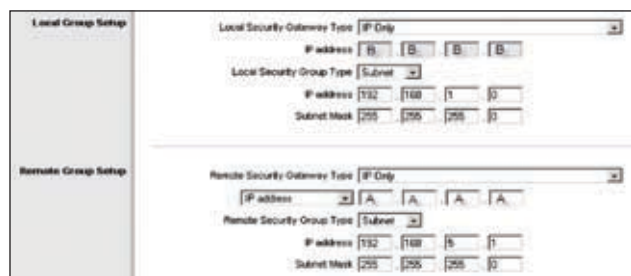 Local Group Setup
Local Security Gateway Type IP Only
IP address B. B. B. B.
Local Security Group Type Subnet
IP address 192 168 1 0
Subnet Mask 255 255 255 0
Remote Group Setup
Remote Security Gateway Type IP Only
IP address A. A. A. A.
Remote Security Group Type Subnet
IP address 192 168 5 1
Subnet Mask 255 255 255 0